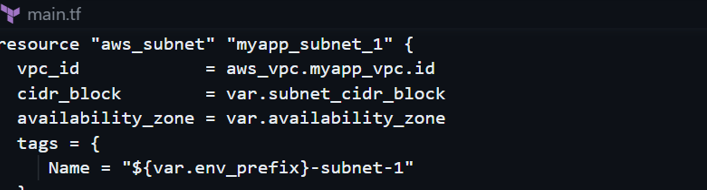 main.tf
resource "aws_subnet" "myapp_subnet_1" {
  vpc_id            = aws_vpc.myapp_vpc.id
  cidr_block        = var.subnet_cidr_block
  availability_zone = var.availability_zone
  tags = {
    Name = "${var.env_prefix}-subnet-1"
  }